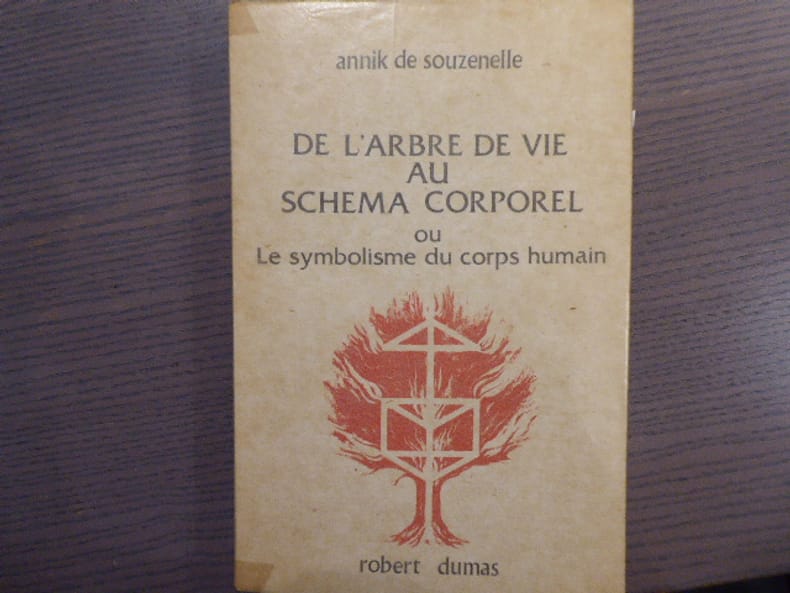 annik de souzenelle
DE L'ARBRE DE VIE
AU
SCHEMA CORPOREL
ou
Le symbolisme du corps humain
robert dumas